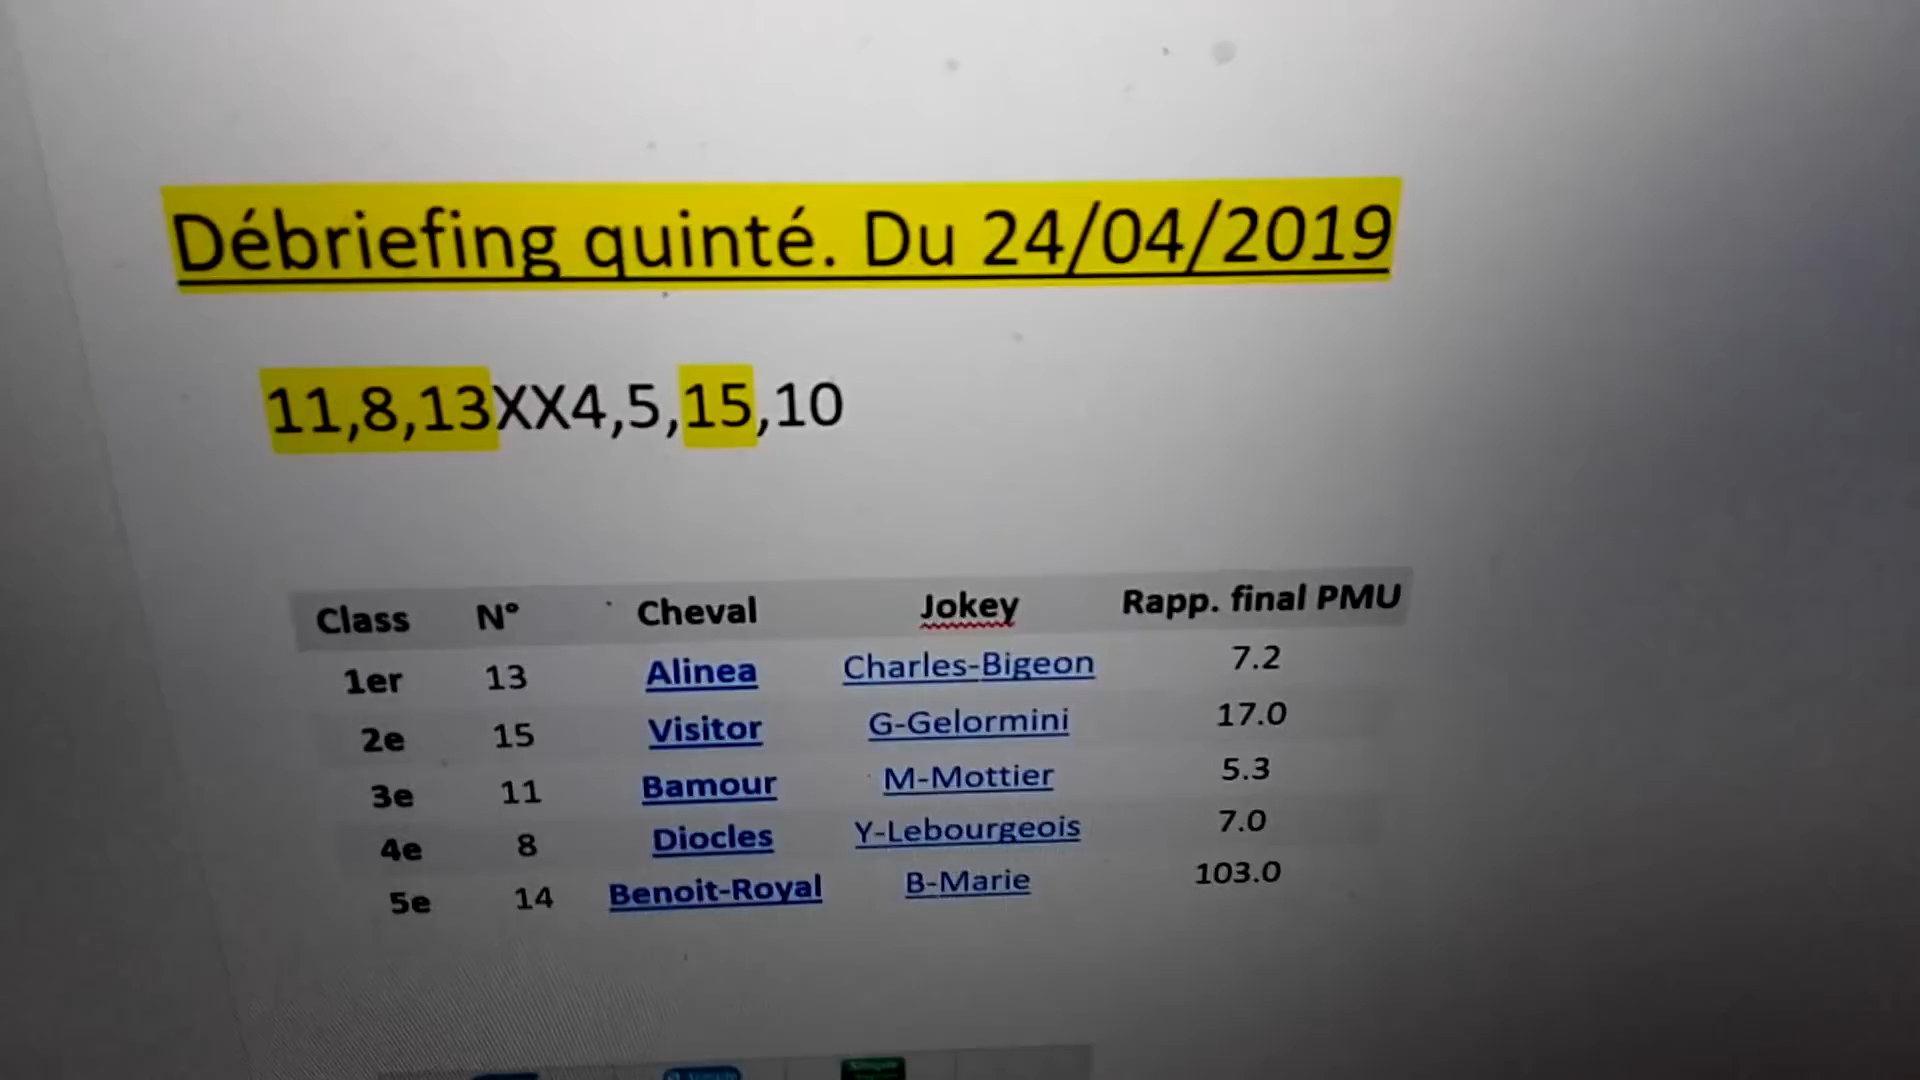 Débriefing quinté. Du 24/04/2019
11,8,13XX4,5,15,10
Class N° Cheval Jokey Rapp. final PMU
1er 13 Alinea Charles-Bigeon 7.2
2e 15 Visitor G-Gelormini 17.0
3e 11 Bamour M-Mottier 5.3
4e 8 Diocles Y-Lebourgeois 7.0
5e 14 Benoit-Royal B-Marie 103.0